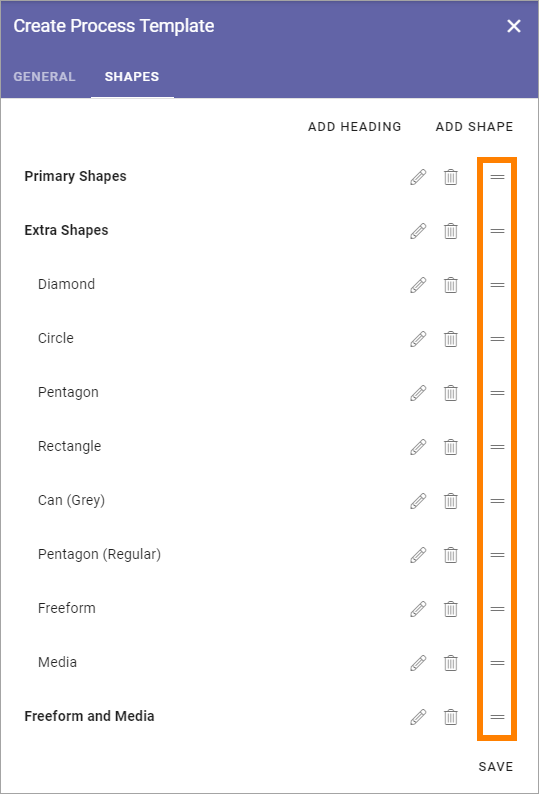 Create Process Template
GENERAL SHAPES
ADD HEADING ADD SHAPE
Primary Shapes
Extra Shapes
Diamond
Circle
Pentagon
Rectangle
Can (Grey)
Pentagon (Regular)
Freeform
Media
Freeform and Media
SAVE